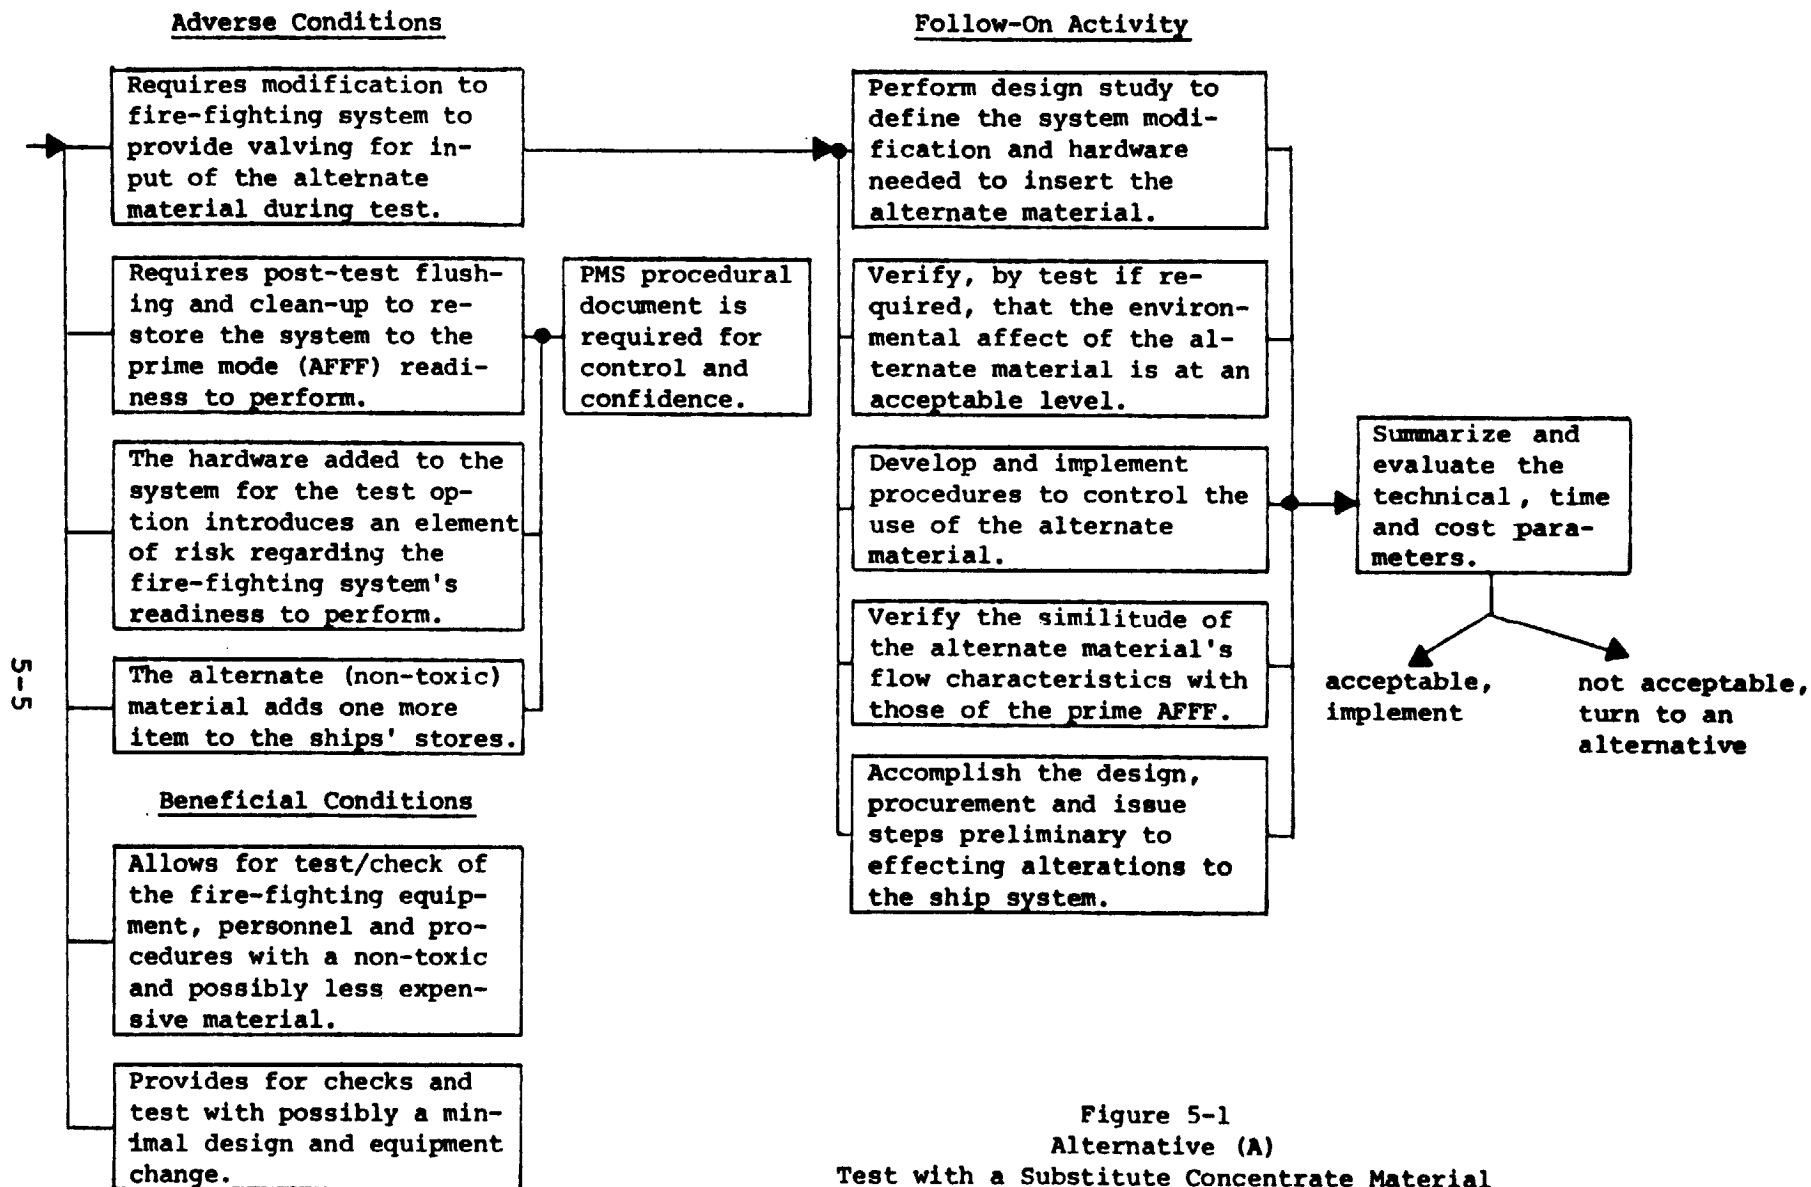 Adverse Conditions
Requires modification to
fire-fighting system to
provide valving for in-
put of the alternate
material during test.
Requires post-test flush-
ing and clean-up to re-
store the system to the
prime mode (AFFF) readi-
ness to perform.
PMS procedural
document is
required for
control and
confidence.
The hardware added to the
system for the test op-
tion introduces an element
of risk regarding the
fire-fighting system's
readiness to perform.
The alternate (non-toxic)
material adds one more
item to the ships' stores.
Beneficial Conditions
Allows for test/check of
the fire-fighting equip-
ment, personnel and pro-
cedures with a non-toxic
and possibly less expen-
sive material.
Provides for checks and
test with possibly a min-
imal design and equipment
change.
Follow-On Activity
Perform design study to
define the system modi-
fication and hardware
needed to insert the
alternate material.
Verify, by test if re-
quired, that the environ-
mental affect of the al-
ternate material is at an
acceptable level.
Develop and implement
procedures to control the
use of the alternate
material.
Verify the similitude of
the alternate material's
flow characteristics with
those of the prime AFFF.
Accomplish the design,
procurement and issue
steps preliminary to
effecting alterations to
the ship system.
Summarize and
evaluate the
technical, time
and cost para-
meters.
acceptable,
implement
not acceptable,
turn to an
alternative
Figure 5-1
Alternative (A)
Test with a Substitute Concentrate Material
5-5